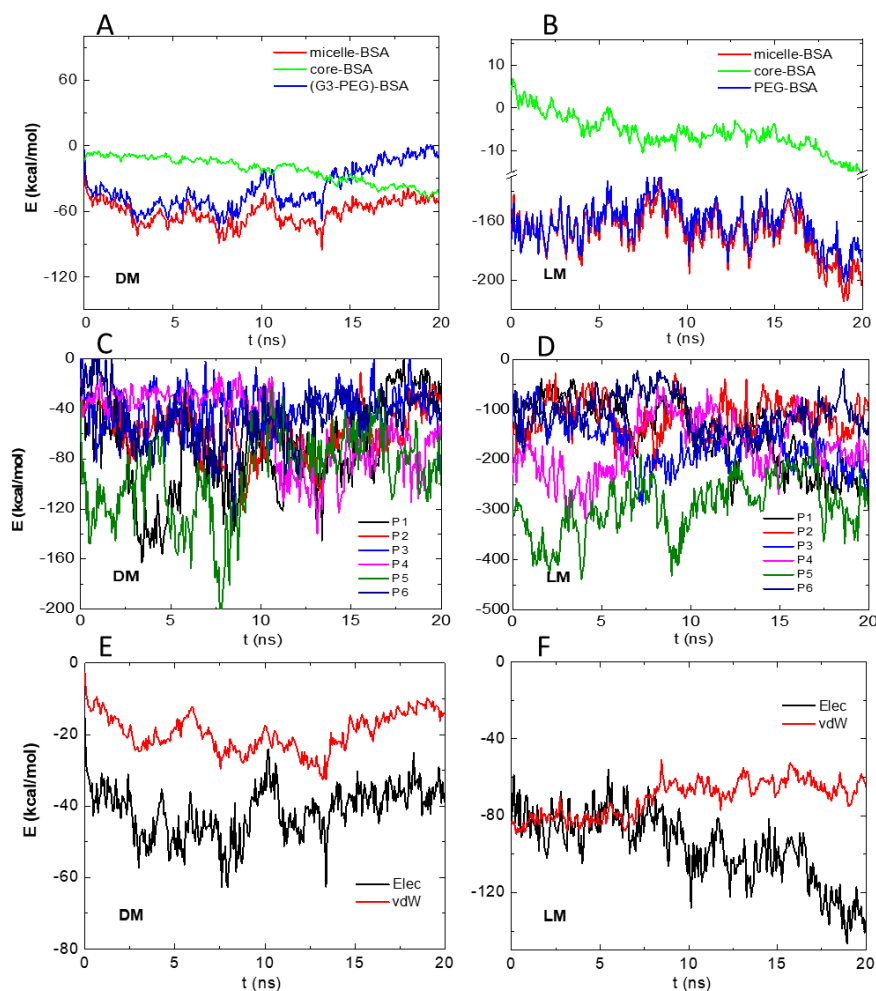 A
E (kcal/mol)
60
0
-60
-120
micelle-BSA
core-BSA
(G3-PEG)-BSA
DM
0 5 10 15 20
t (ns)
B
E (kcal/mol)
10
0
-10
-160
-200
micelle-BSA
core-BSA
PEG-BSA
LM
0 5 10 15 20
t (ns)
C
E (kcal/mol)
0
-40
-80
-120
-160
-200
P1
P2
P3
P4
P5
P6
DM
0 5 10 15 20
t (ns)
D
0
-100
-200
-300
-400
-500
P1
P2
P3
P4
P5
P6
LM
0 5 10 15 20
t (ns)
E
E (kcal/mol)
0
-20
-40
-60
-80
Elec
vdW
DM
0 5 10 15 20
t (ns)
F
0
-40
-80
-120
Elec
vdW
LM
0 5 10 15 20
t (ns)